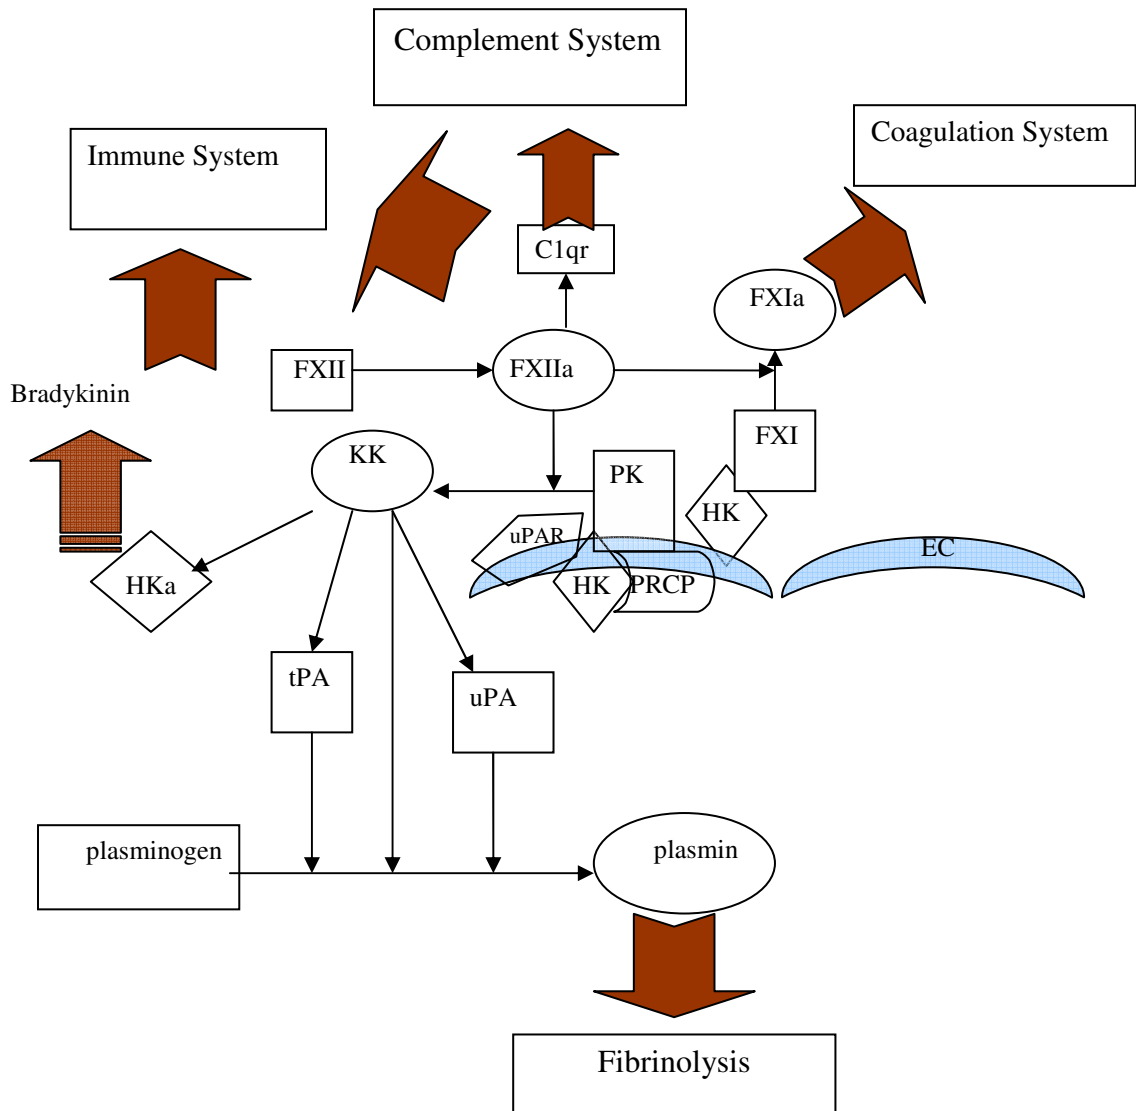 Complement System
Coagulation System
Immune System
C1qr
FXIa
FXII
FXIIa
Bradykinin
FXI
KK
PK
HK
uPAR
EC
HKa
HK
PRCP
tPA
uPA
plasminogen
plasmin
Fibrinolysis